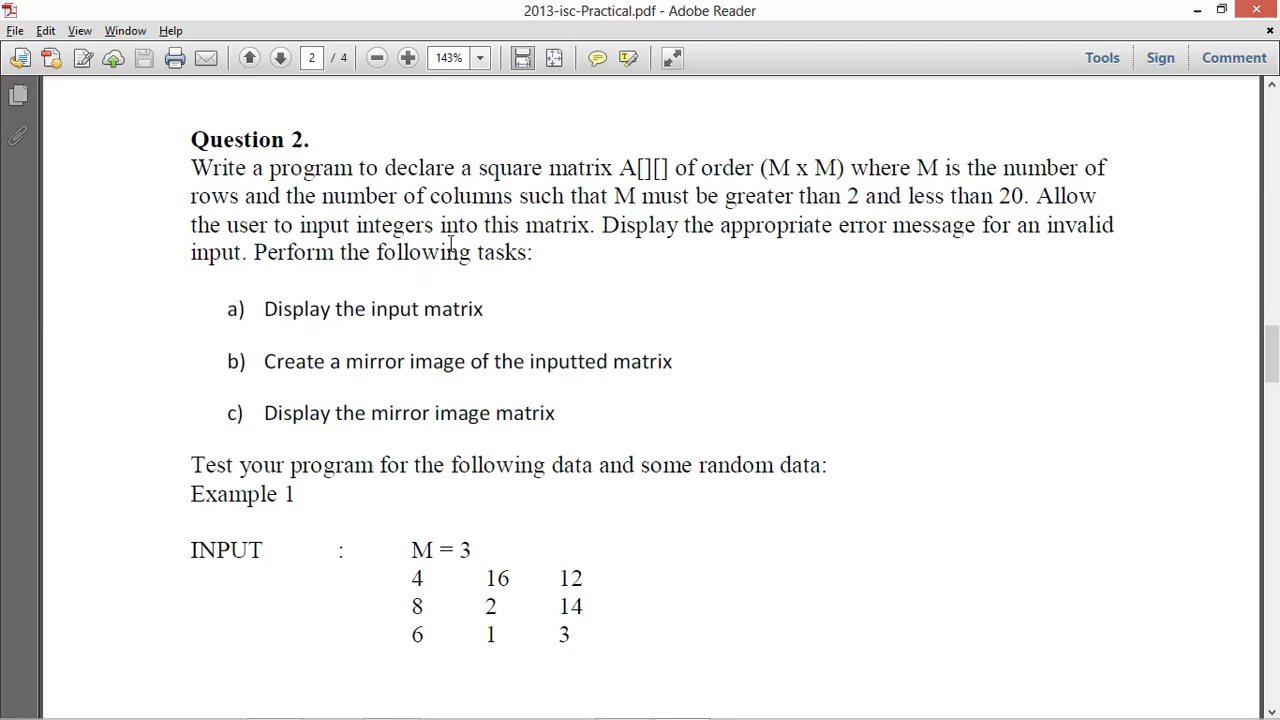 2013-isc-Practical.pdf - Adobe Reader
File Edit View Window Help
2 / 4 143% Tools Sign Comment
Question 2.
Write a program to declare a square matrix A[][] of order (M x M) where M is the number of
rows and the number of columns such that M must be greater than 2 and less than 20. Allow
the user to input integers into this matrix. Display the appropriate error message for an invalid
input. Perform the following tasks:
a) Display the input matrix
b) Create a mirror image of the inputted matrix
c) Display the mirror image matrix
Test your program for the following data and some random data:
Example 1
INPUT : M = 3
4 16 12
8 2 14
6 1 3